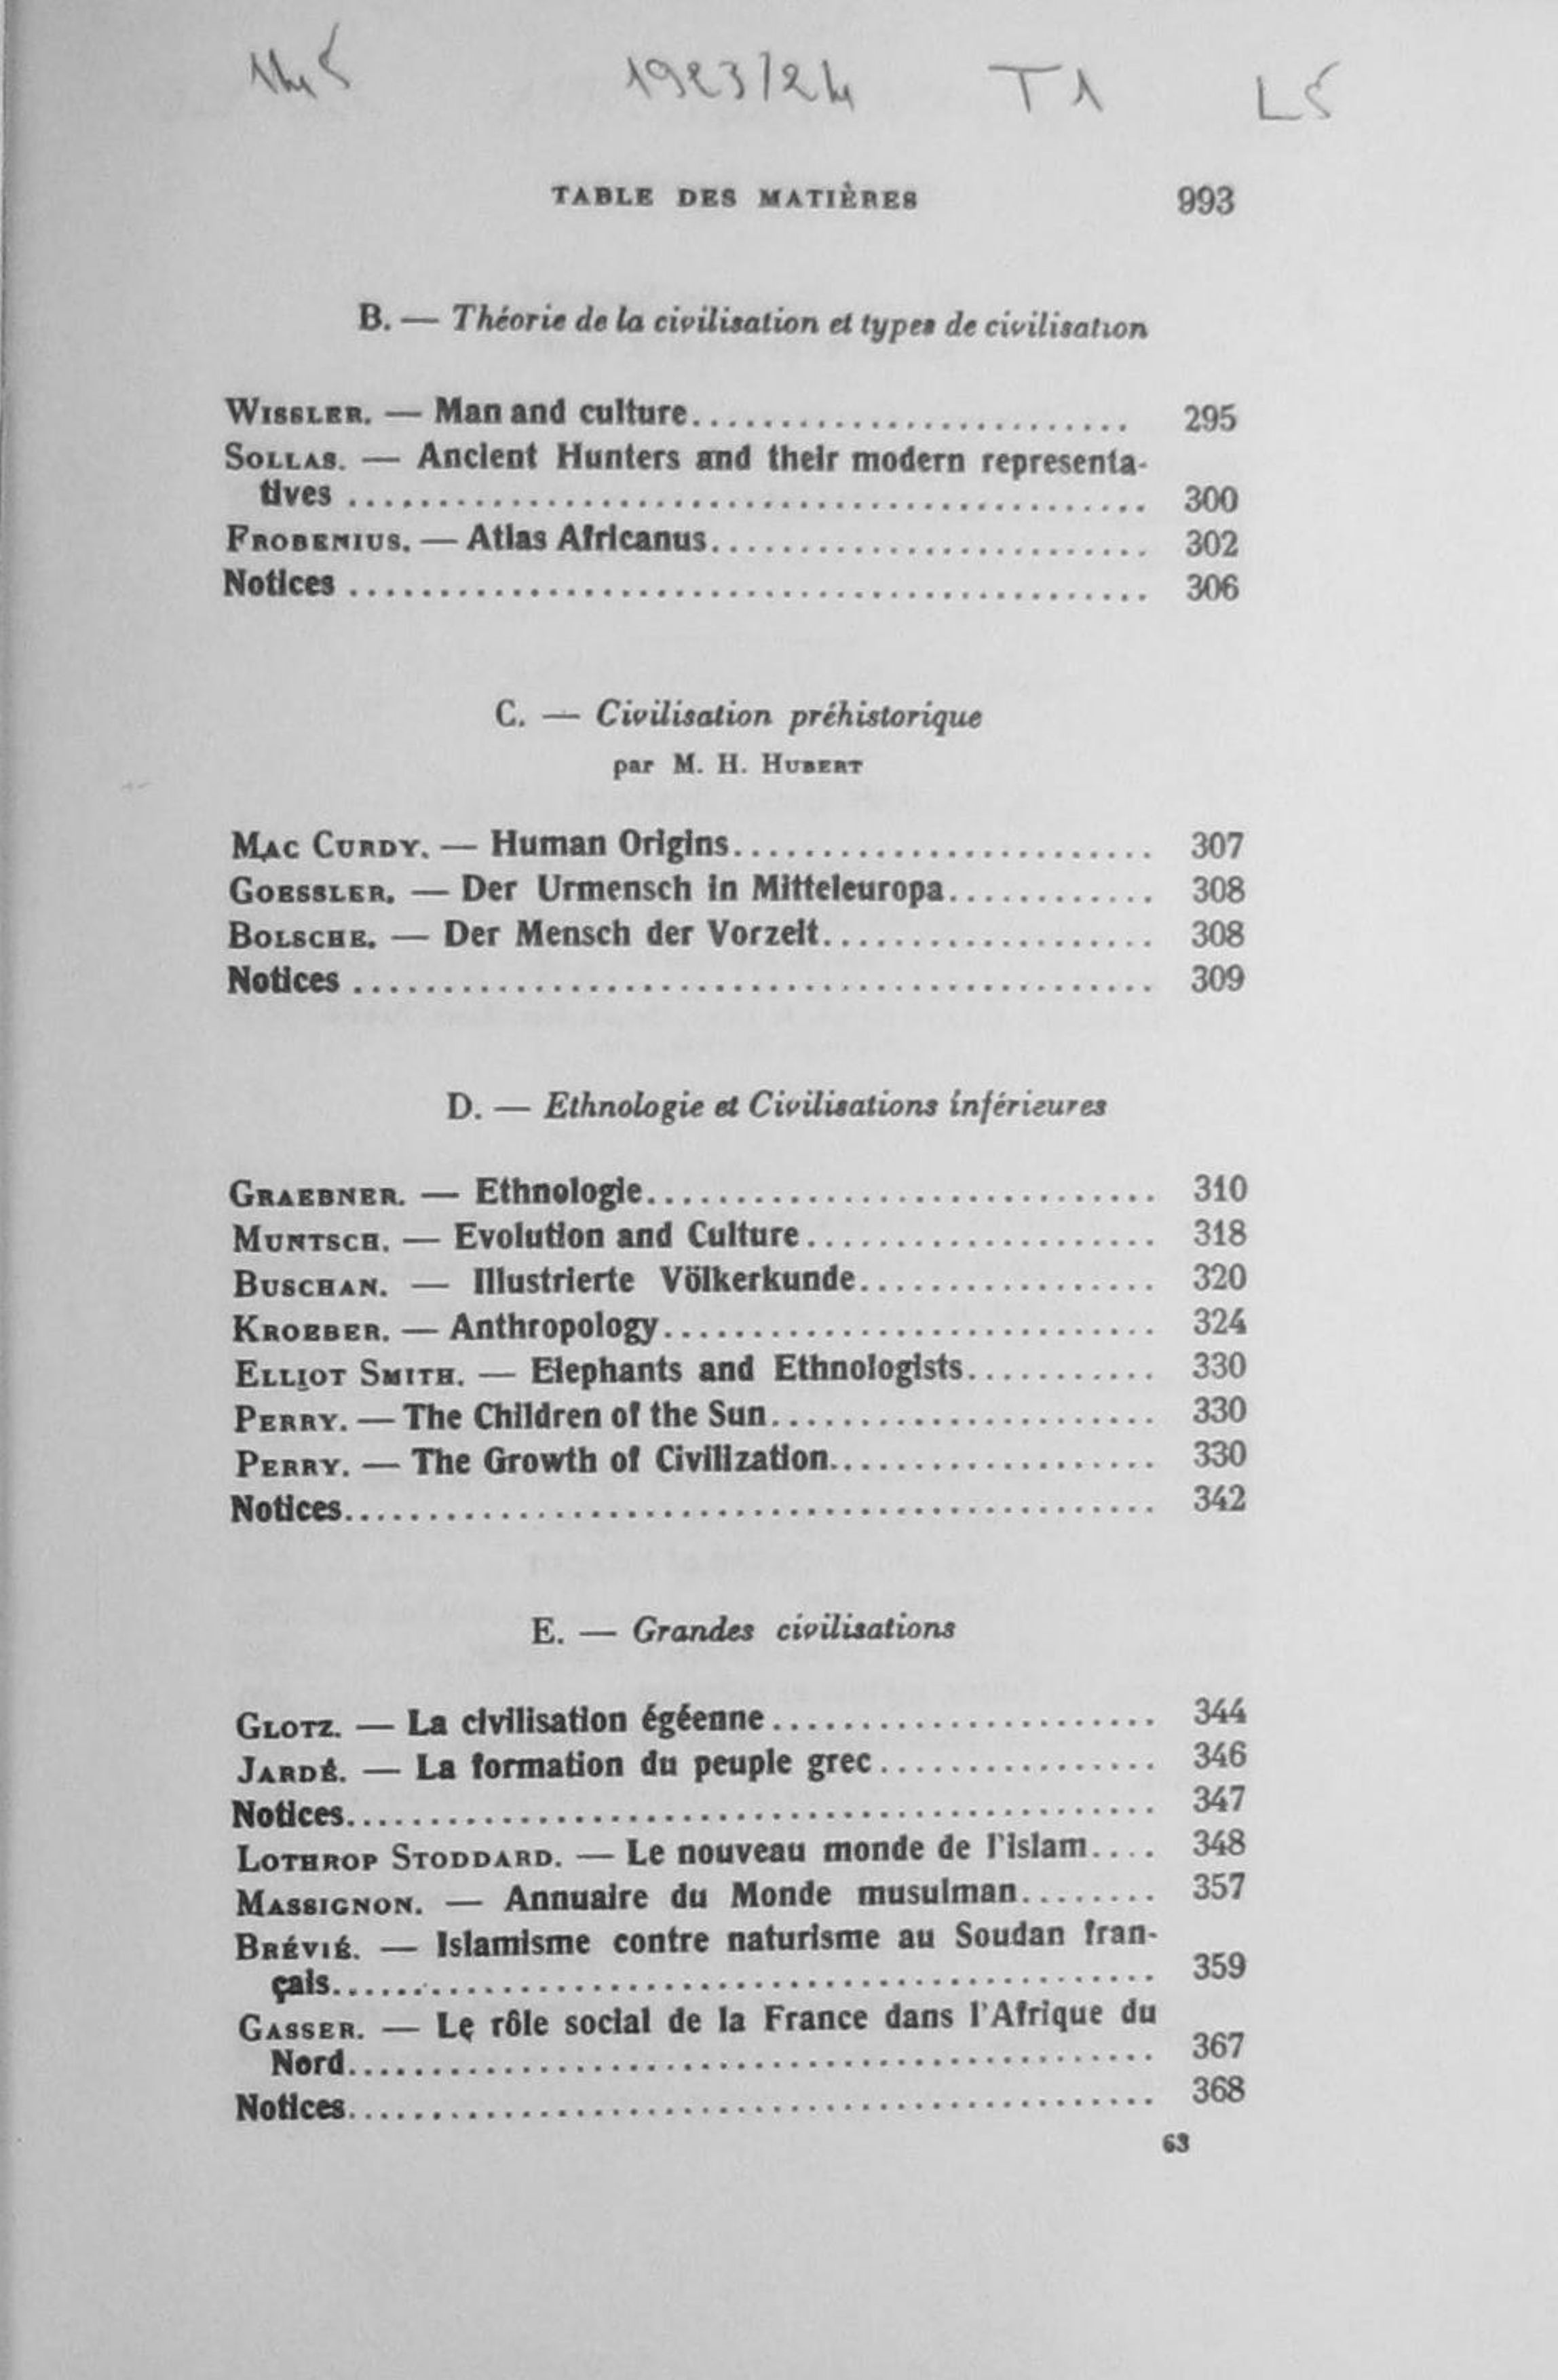 1923/24 T1 L5
TABLE DES MATIÈRES 993
B. — Théorie de la civilisation et types de civilisation
WISSLER. — Man and culture.......................... 295
SOLLAS. — Ancient Hunters and their modern representa-
tives ............................................. 300
FROBENIUS. — Atlas Africanus......................... 302
Notices ............................................. 306
C. — Civilisation préhistorique
par M. H. HUBERT
MAC CURDY. — Human Origins........................ 307
GOESSLER. — Der Urmensch in Mitteleuropa............ 308
BOLSCHE. — Der Mensch der Vorzeit................... 308
Notices ............................................. 309
D. — Ethnologie et Civilisations inférieures
GRAEBNER. — Ethnologie............................. 310
MUNTSCH. — Evolution and Culture.................... 318
BUSCHAN. — Illustrierte Völkerkunde................. 320
KROEBER. — Anthropology............................ 324
ELLIOT SMITH. — Elephants and Ethnologists........... 330
PERRY. — The Children of the Sun...................... 330
PERRY. — The Growth of Civilization................... 330
Notices.............................................. 342
E. — Grandes civilisations
GLOTZ. — La civilisation égéenne...................... 344
JARDÉ. — La formation du peuple grec................ 346
Notices.............................................. 347
LOTHROP STODDARD. — Le nouveau monde de l'islam.... 348
MASSIGNON. — Annuaire du Monde musulman........ 357
BRÉVIÉ. — Islamisme contre naturisme au Soudan fran-
çais............................................... 359
GASSER. — Le rôle social de la France dans l'Afrique du
Nord.............................................. 367
Notices.............................................. 368
63